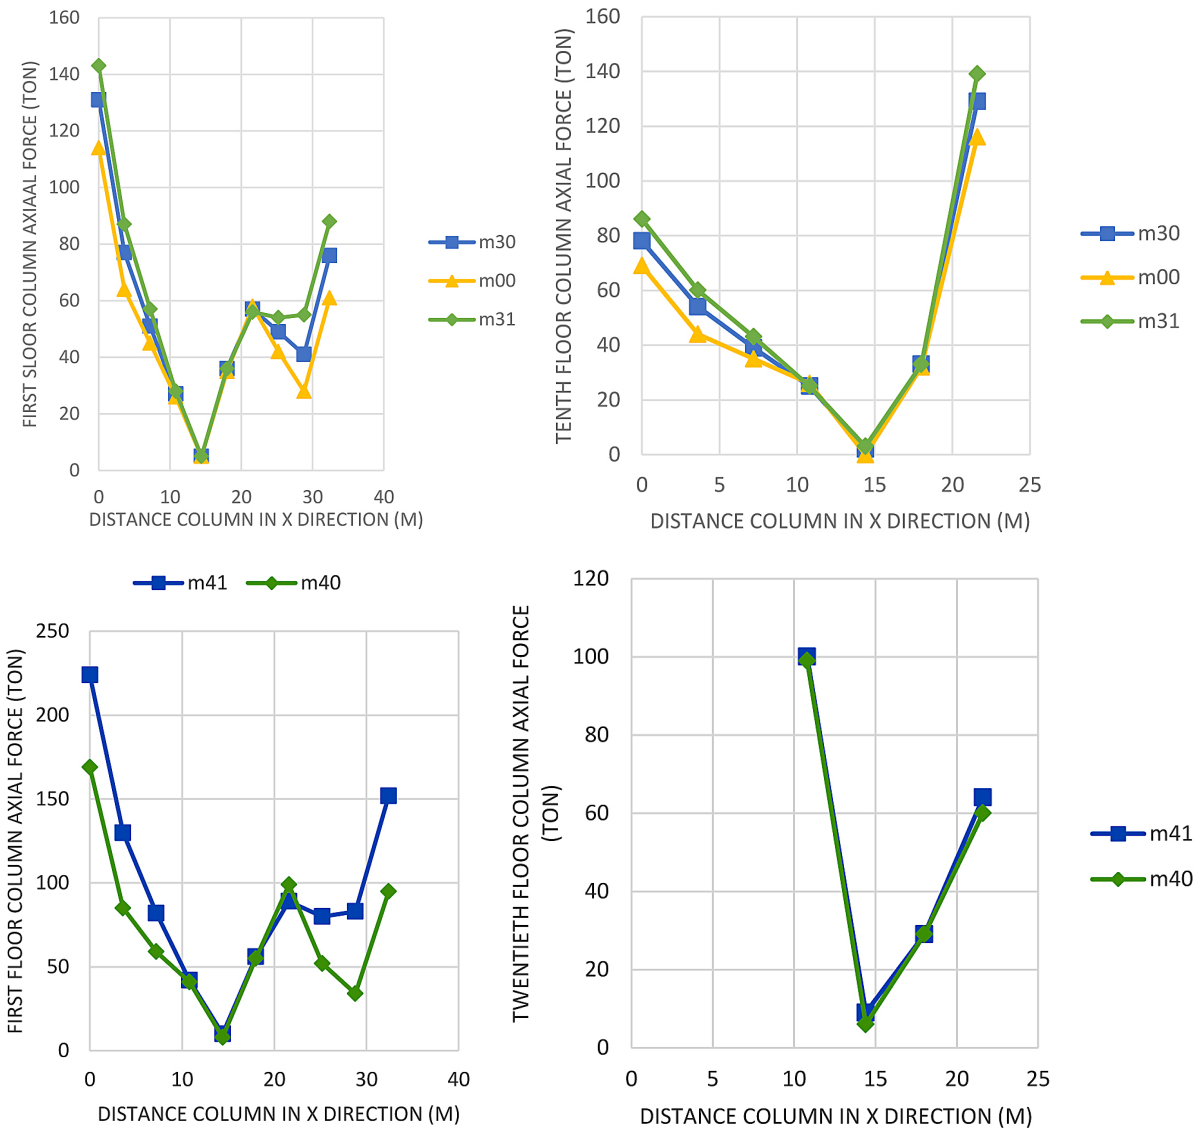 FIRST SLOOR COLUMN AXIAAL FORCE (TON)
160
140
120
100
80
60
40
20
0
0 10 20 30 40
DISTANCE COLUMN IN X DIRECTION (M)
m30
m00
m31
TENTH FLOOR COLUMN AXIAL FORCE (TON)
160
140
120
100
80
60
40
20
0
0 5 10 15 20 25
DISTANCE COLUMN IN X DIRECTION (M)
m30
m00
m31
m41 m40
FIRST FLOOR COLUMN AXIAL FORCE (TON)
250
200
150
100
50
0
0 10 20 30 40
DISTANCE COLUMN IN X DIRECTION (M)
TWENTIETH FLOOR COLUMN AXIAL FORCE
(TON)
120
100
80
60
40
20
0
0 5 10 15 20 25
DISTANCE COLUMN IN X DIRECTION (M)
m41
m40